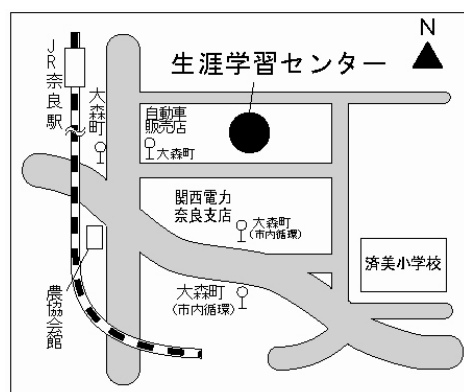 N
生涯学習センター
JR奈良駅
大森町
自動車
販売店
大森町
関西電力
奈良支店
大森町
(市内循環)
済美小学校
農協会館
大森町
(市内循環)